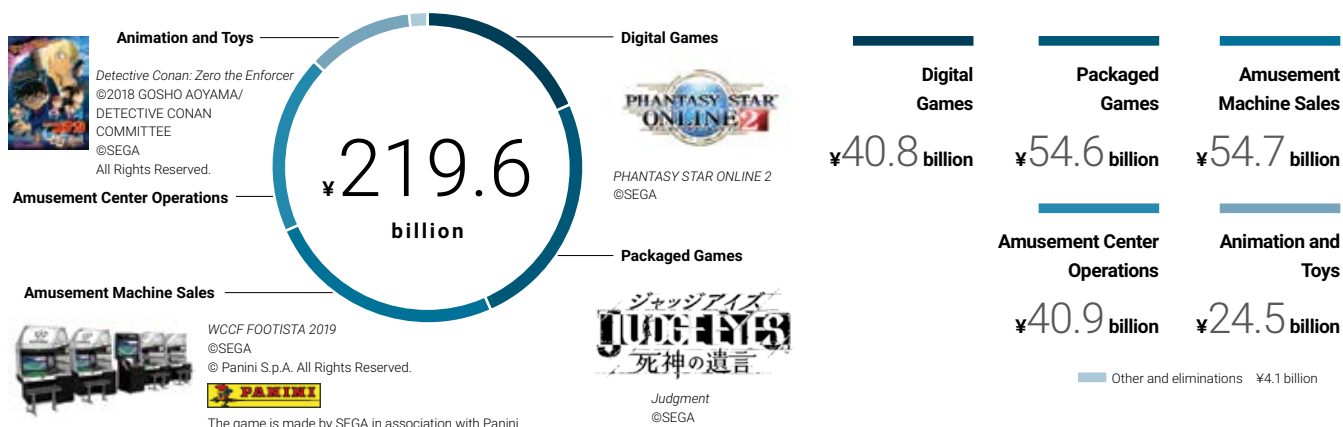 Animation and Toys
Detective Conan: Zero the Enforcer
©2018 GOSHO AOYAMA/
DETECTIVE CONAN
COMMITTEE
©SEGA
All Rights Reserved.
Amusement Center Operations
Amusement Machine Sales
WCCF FOOTISTA 2019
©SEGA
© Panini S.p.A. All Rights Reserved.
PANINI
The game is made by SEGA in association with Panini
¥219.6
billion
Digital Games
PHANTASY STAR
ONLINE 2
PHANTASY STAR ONLINE 2
©SEGA
Packaged Games
ジャッジアイズ
JUDGE EYES
死神の遺言
Judgment
©SEGA
Digital
Games
¥40.8 billion
Packaged
Games
¥54.6 billion
Amusement
Machine Sales
¥54.7 billion
Amusement Center
Operations
¥40.9 billion
Animation and
Toys
¥24.5 billion
Other and eliminations ¥4.1 billion